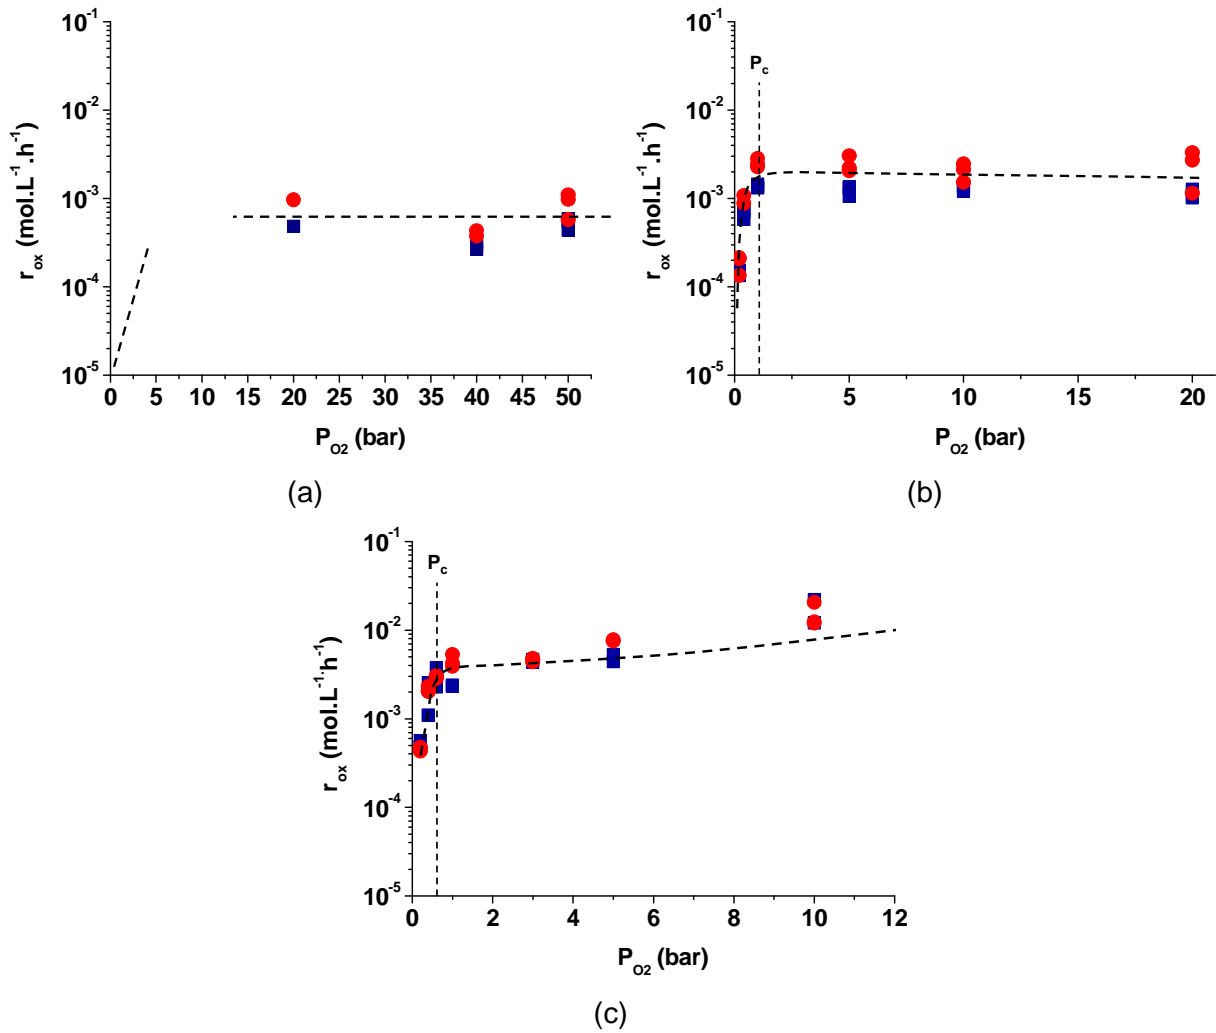 10^-1
10^-2
10^-3
10^-4
10^-5
r_ox (mol.L^-1.h^-1)
0 5 10 15 20 25 30 35 40 45 50
P_O2 (bar)
(a)
10^-1
10^-2
10^-3
10^-4
10^-5
r_ox (mol.L^-1.h^-1)
P_c
0 5 10 15 20
P_O2 (bar)
(b)
10^-1
10^-2
10^-3
10^-4
10^-5
r_ox (mol.L^-1.h^-1)
P_c
0 2 4 6 8 10 12
P_O2 (bar)
(c)